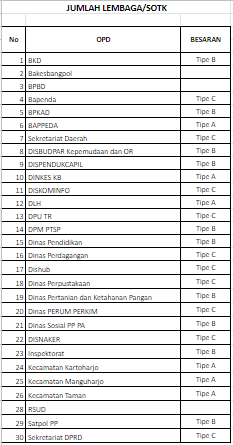 JUMLAH LEMBAGA/SOTK
No OPD BESARAN
1 BKD Tipe B
2 Bakesbangpol
3 BPBD
4 Bapenda Tipe C
5 BPKAD Tipe B
6 BAPPEDA Tipe A
7 Sekretariat Daerah Tipe C
8 DISBUDPAR Kepemudaan dan OR Tipe B
9 DISPENDUKCAPIL Tipe B
10 DINKES KB Tipe A
11 DISKOMINFO Tipe C
12 DLH Tipe A
13 DPU TR Tipe C
14 DPM PTSP Tipe B
15 Dinas Pendidikan Tipe B
16 Dinas Perdagangan Tipe C
17 Dishub Tipe C
18 Dinas Perpustakaan Tipe C
19 Dinas Pertanian dan Ketahanan Pangan Tipe B
20 Dinas PERUM PERKIM Tipe C
21 Dinas Sosial PP PA Tipe B
22 DISNAKER Tipe C
23 Inspektorat Tipe B
24 Kecamatan Kartoharjo Tipe A
25 Kecamatan Manguharjo Tipe A
26 Kecamatan Taman Tipe A
28 RSUD
29 Satpol PP Tipe B
30 Sekretariat DPRD Tipe C